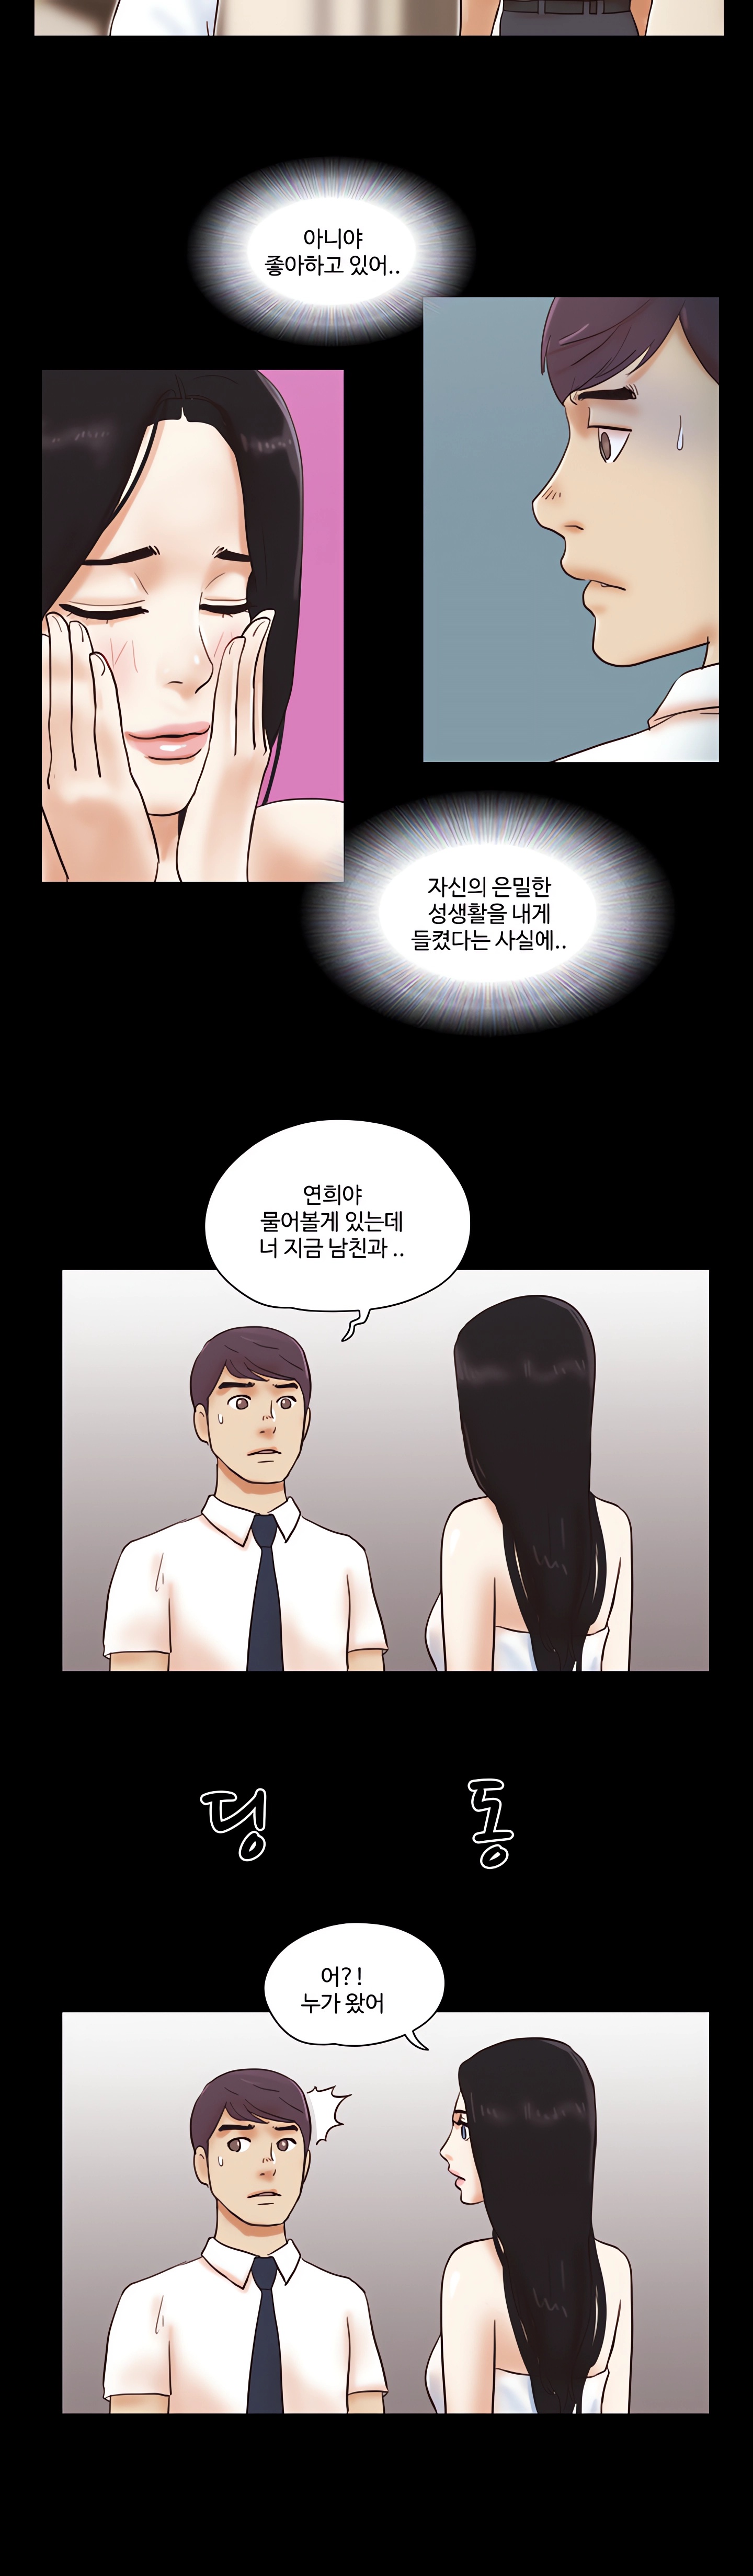 아니야
좋아하고 있어..
자신의 은밀한
성생활을 내게
들켰다는 사실에..
연희야
물어볼게 있는데
너 지금 남친과 ..
딩 동
어?!
누가 왔어